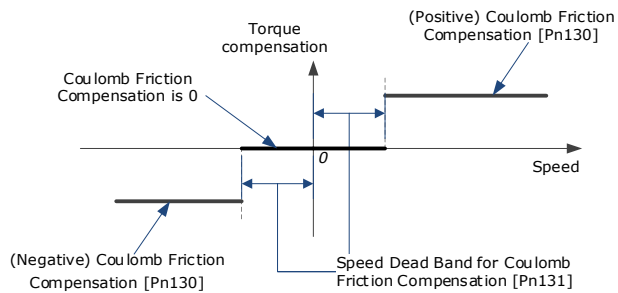 (Positive) Coulomb Friction
Compensation [Pn130]
Torque
compensation
Coulomb Friction
Compensation is 0
0
Speed
(Negative) Coulomb Friction
Compensation [Pn130]
Speed Dead Band for Coulomb
Friction Compensation [Pn131]